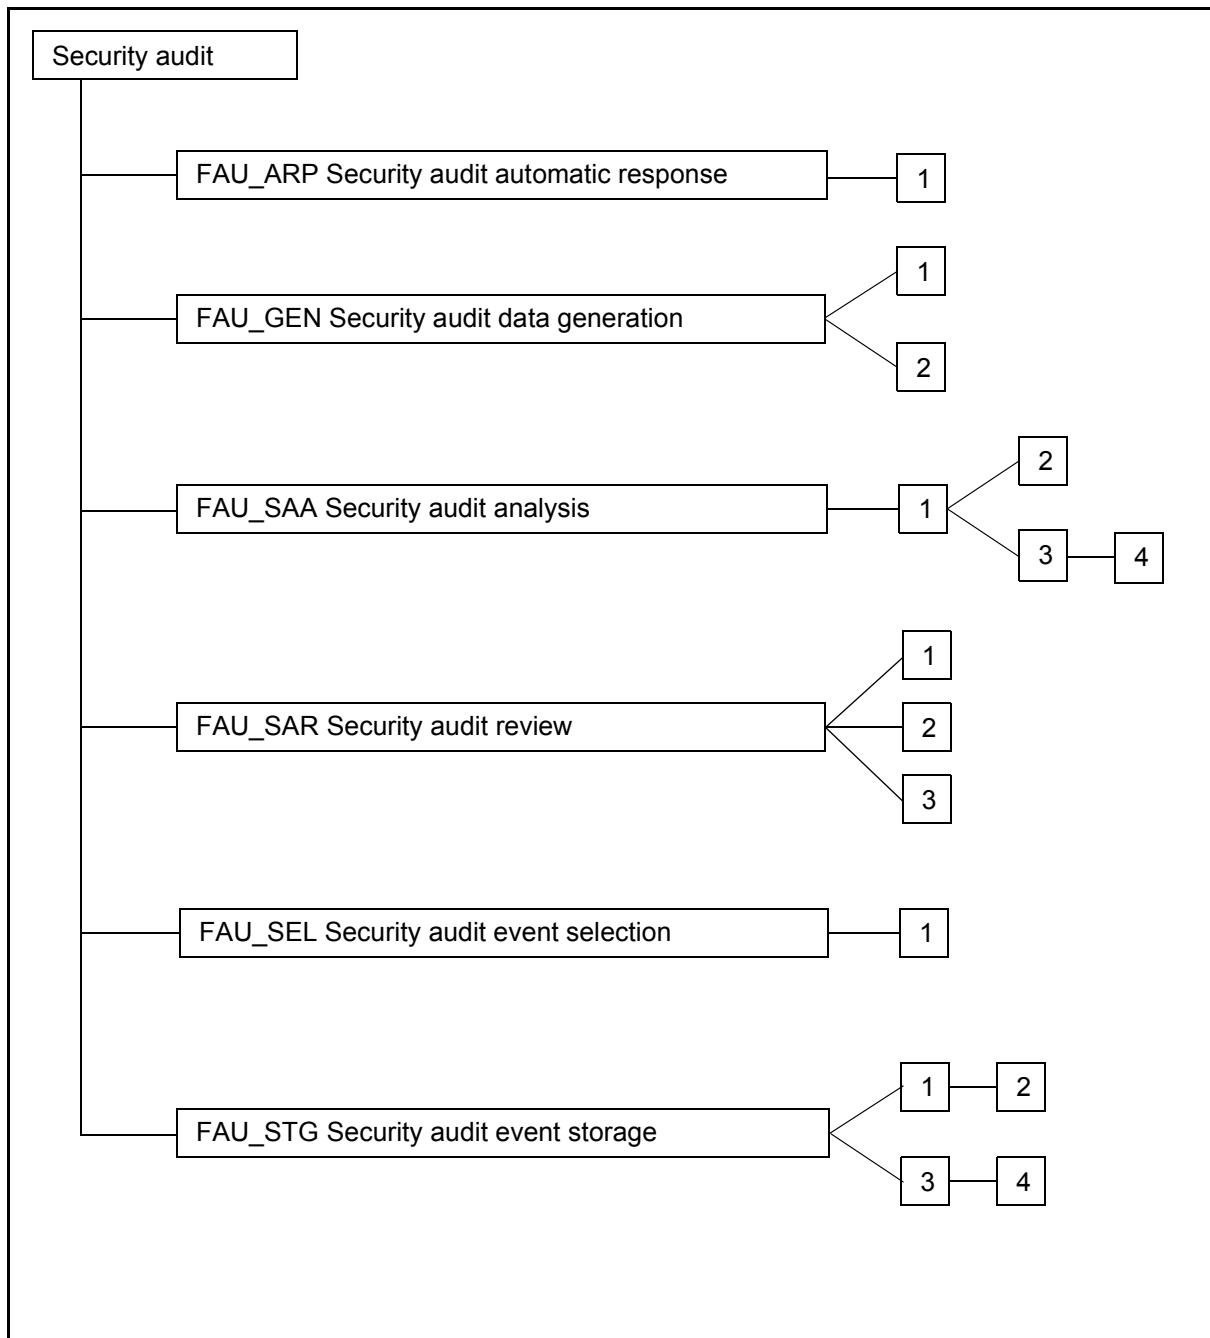 Security audit
FAU_ARP Security audit automatic response
1
1
FAU_GEN Security audit data generation
2
2
FAU_SAA Security audit analysis
1
3
4
1
FAU_SAR Security audit review
2
3
FAU_SEL Security audit event selection
1
1
2
FAU_STG Security audit event storage
3
4